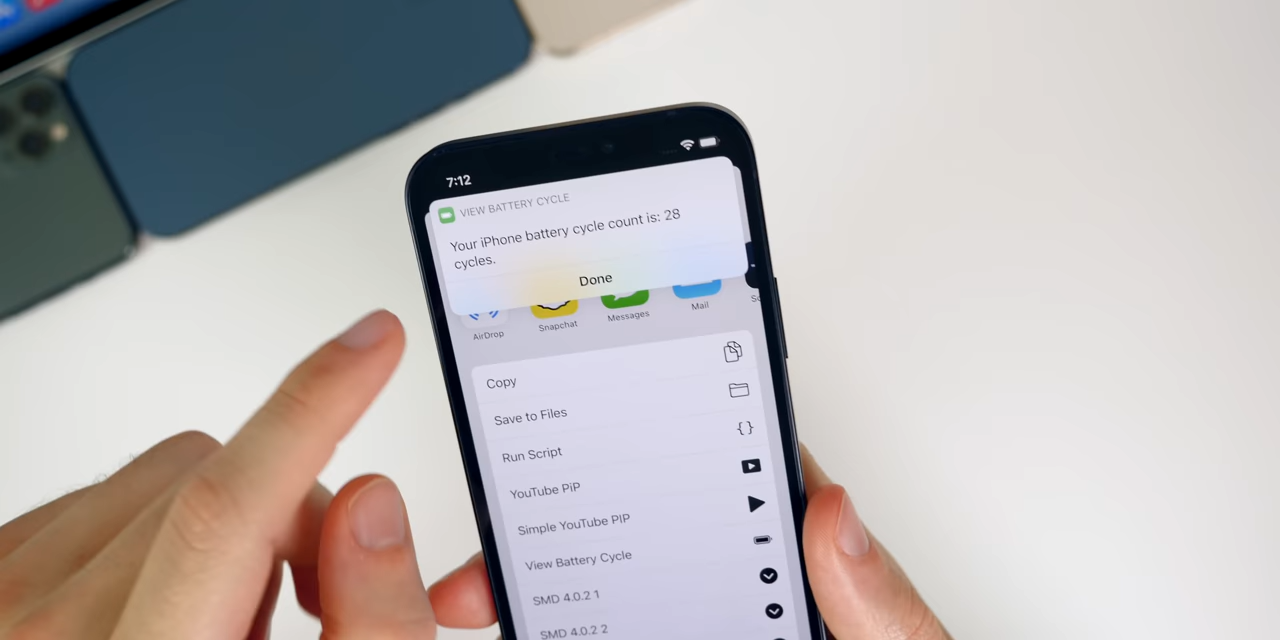 7:12
VIEW BATTERY CYCLE
Your iPhone battery cycle count is: 28
cycles.
Done
AirDrop
Snapchat
Messages
Mail
Copy
Save to Files
Run Script
YouTube PiP
Simple YouTube PIP
View Battery Cycle
SMD 4.0.2 1
SMD 4.0.2 2